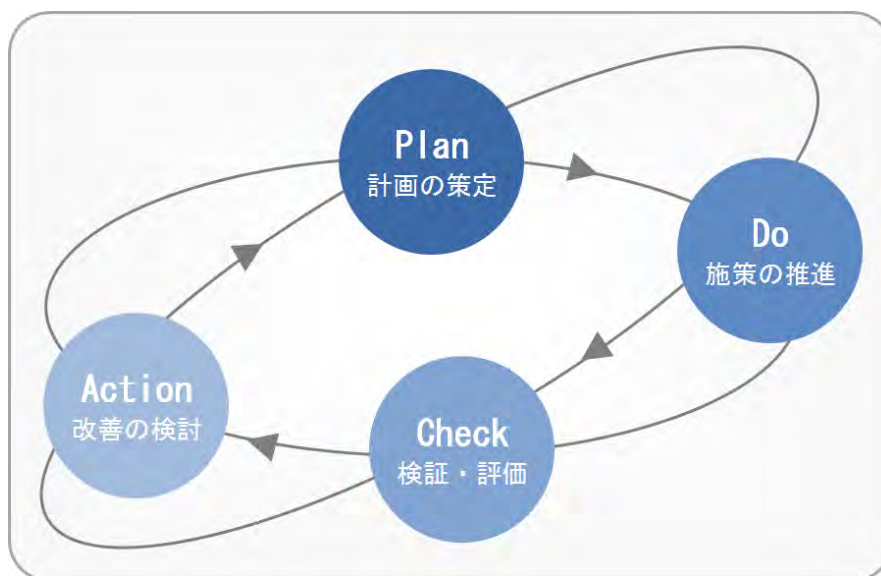 Plan
計画の策定
Do
施策の推進
Check
検証・評価
Action
改善の検討